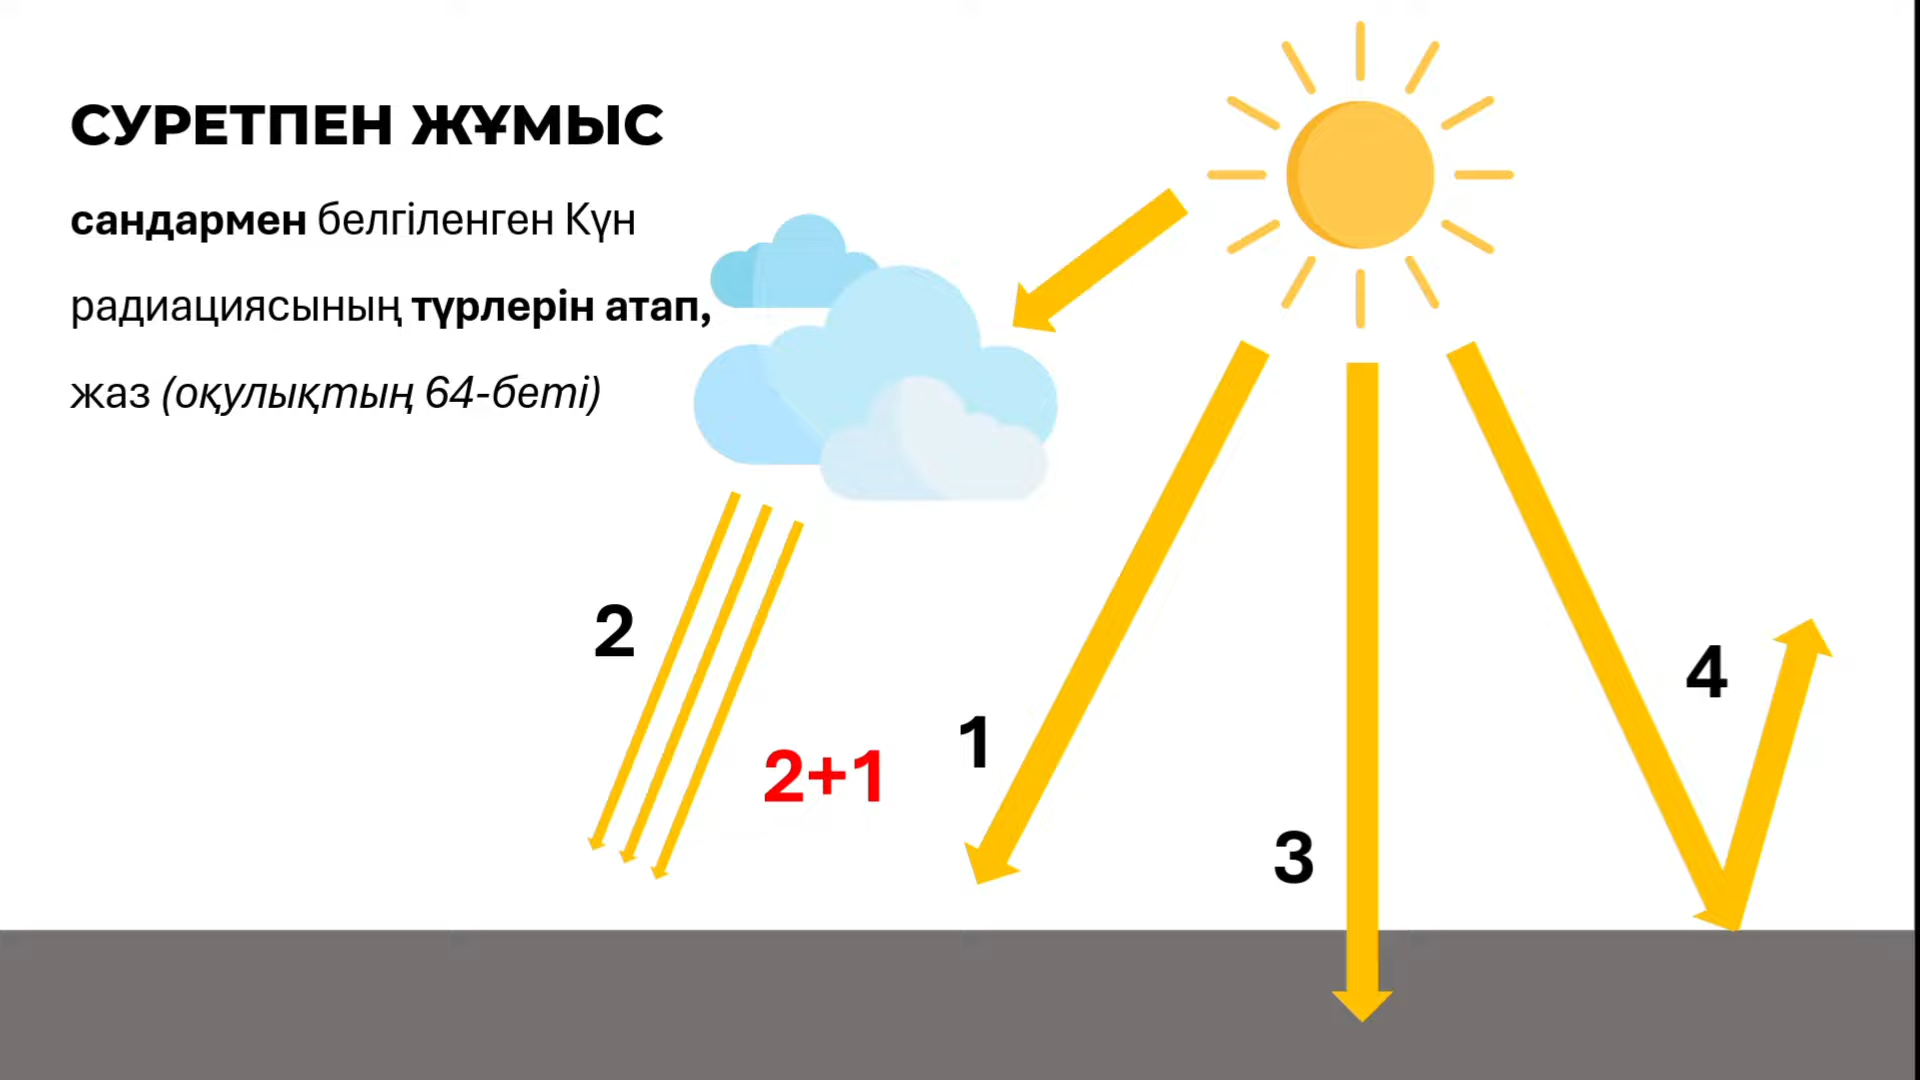 СУРЕТПЕН ЖҰМЫС
сандармен белгіленген Күн
радиациясының түрлерін атап,
жаз (оқулықтың 64-беті)
2
2+1
1
3
4